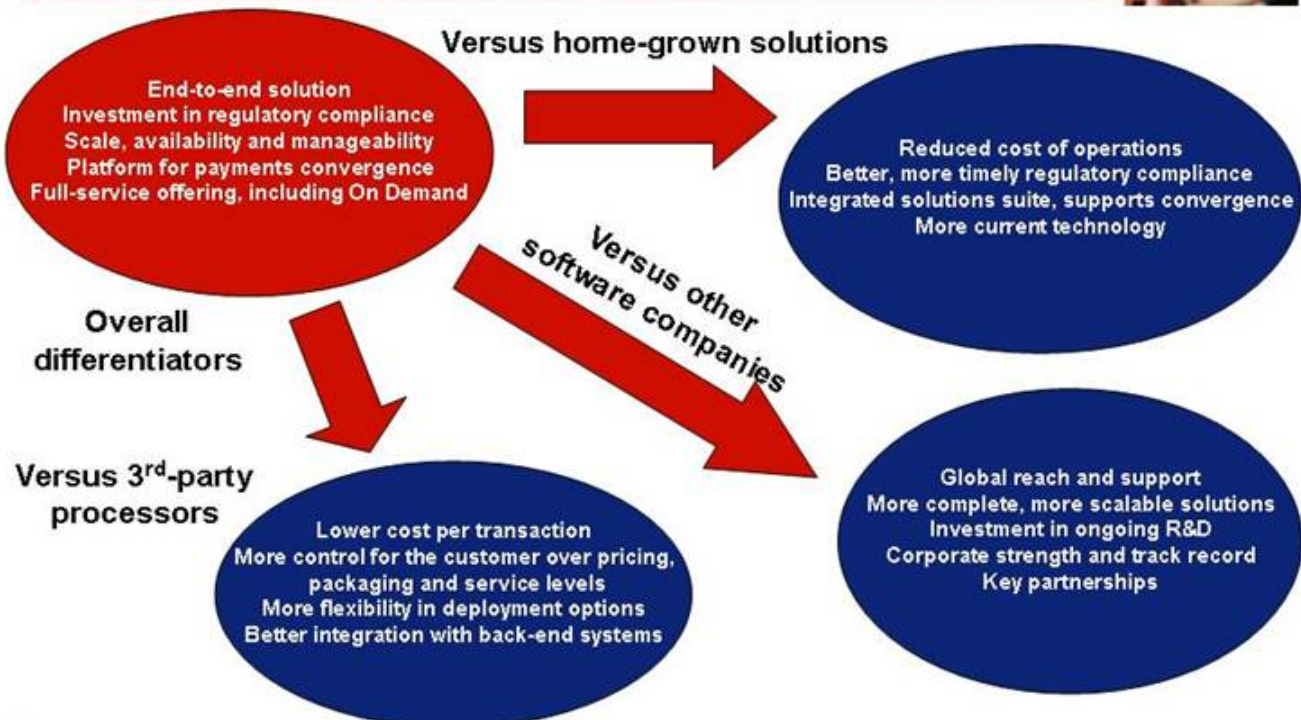 Versus home-grown solutions
End-to-end solution
Investment in regulatory compliance
Scale, availability and manageability
Platform for payments convergence
Full-service offering, including On Demand
Reduced cost of operations
Better, more timely regulatory compliance
Integrated solutions suite, supports convergence
More current technology
Versus other
software companies
Overall
differentiators
Versus 3rd-party
processors
Lower cost per transaction
More control for the customer over pricing,
packaging and service levels
More flexibility in deployment options
Better integration with back-end systems
Global reach and support
More complete, more scalable solutions
Investment in ongoing R&D
Corporate strength and track record
Key partnerships